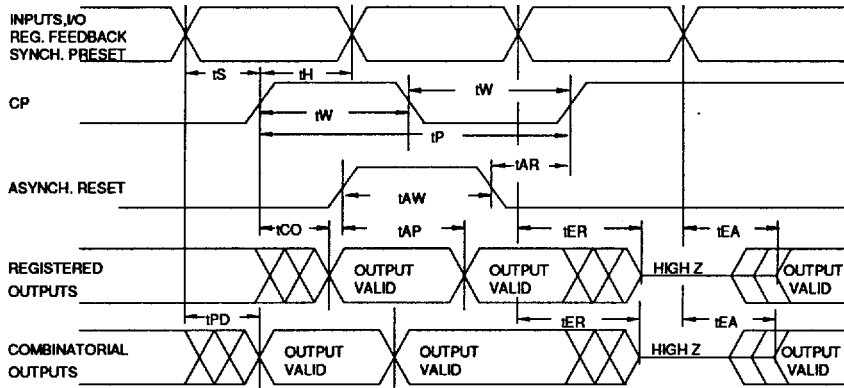 INPUTS,I/O
REG. FEEDBACK
SYNCH. PRESET
tS
tH
tW
CP
tW
tP
tAR
ASYNCH. RESET
tAW
tCO
tAP
tER
tEA
REGISTERED
OUTPUTS
OUTPUT
VALID
OUTPUT
VALID
HIGH Z
OUTPUT
VALID
tPD
tER
tEA
COMBINATORIAL
OUTPUTS
OUTPUT
VALID
OUTPUT
VALID
HIGH Z
OUTPUT
VALID